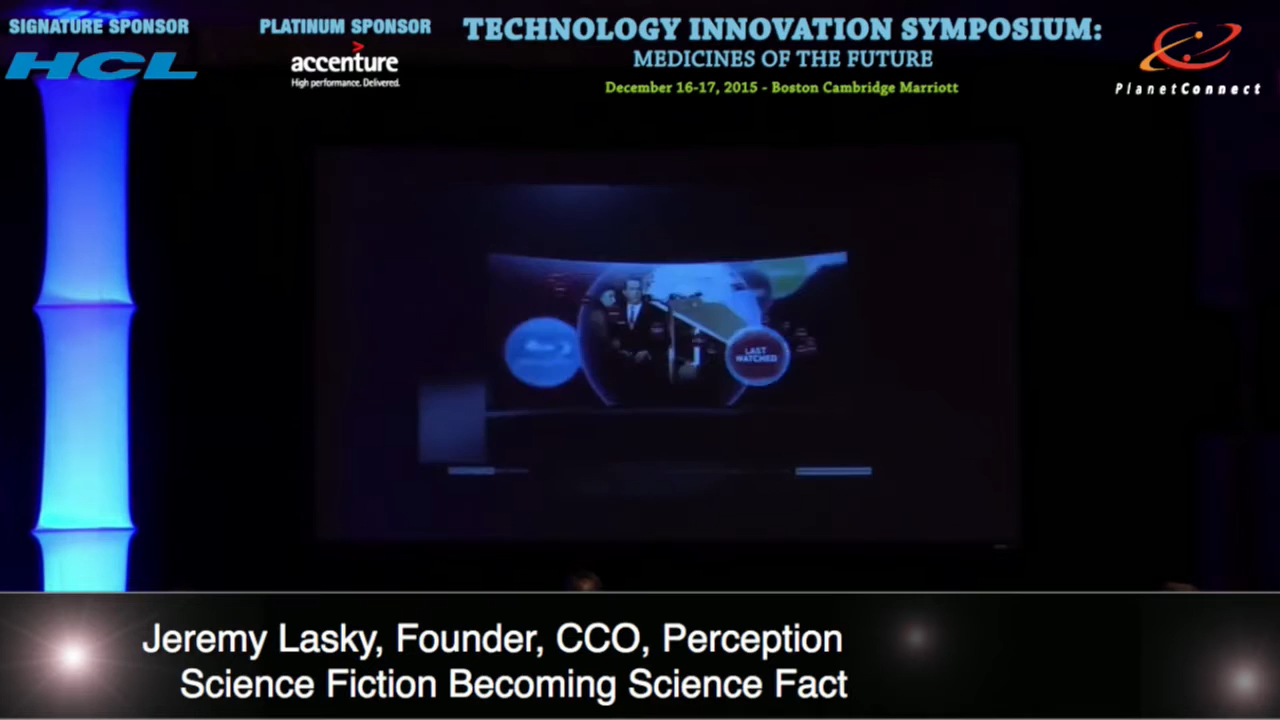 SIGNATURE SPONSOR
HCL
PLATINUM SPONSOR
accenture
High performance. Delivered.
TECHNOLOGY INNOVATION SYMPOSIUM:
MEDICINES OF THE FUTURE
December 16-17, 2015 - Boston Cambridge Marriott
PlanetConnect
LAST
WATCHED
Jeremy Lasky, Founder, CCO, Perception
Science Fiction Becoming Science Fact